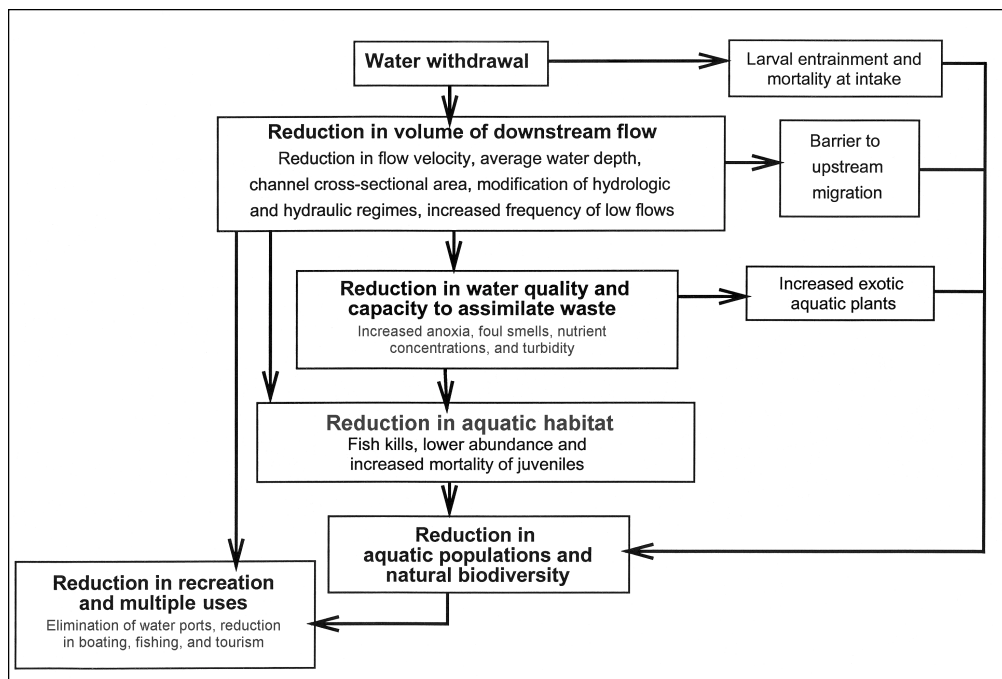 Water withdrawal
Larval entrainment and
mortality at intake
Reduction in volume of downstream flow
Reduction in flow velocity, average water depth,
channel cross-sectional area, modification of hydrologic
and hydraulic regimes, increased frequency of low flows
Barrier to
upstream
migration
Reduction in water quality and
capacity to assimilate waste
Increased anoxia, foul smells, nutrient
concentrations, and turbidity
Increased exotic
aquatic plants
Reduction in aquatic habitat
Fish kills, lower abundance and
increased mortality of juveniles
Reduction in
aquatic populations and
natural biodiversity
Reduction in recreation
and multiple uses
Elimination of water ports, reduction
in boating, fishing, and tourism